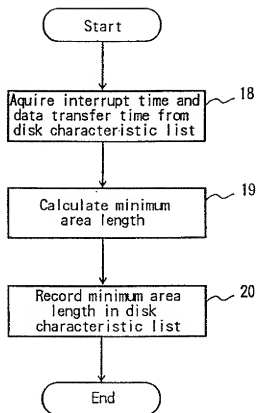 Start
Aquire interrupt time and
data transfer time from
disk characteristic list
18
Calculate minimum
area length
19
Record minimum area
length in disk
characteristic list
20
End